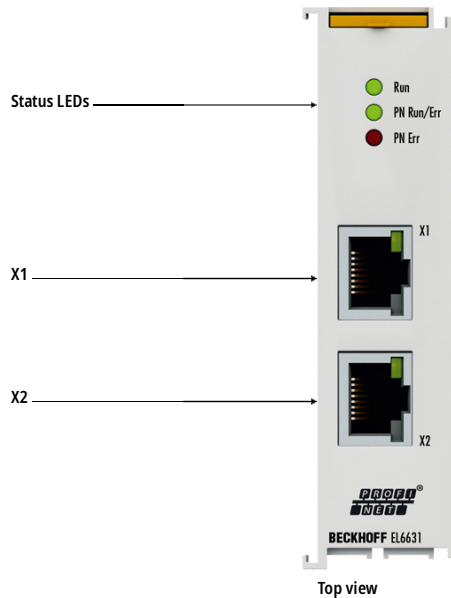 Status LEDs
Run
PN Run/Err
PN Err
X1
X1
X2
X2
PROFI®
NET
BECKHOFF EL6631
Top view